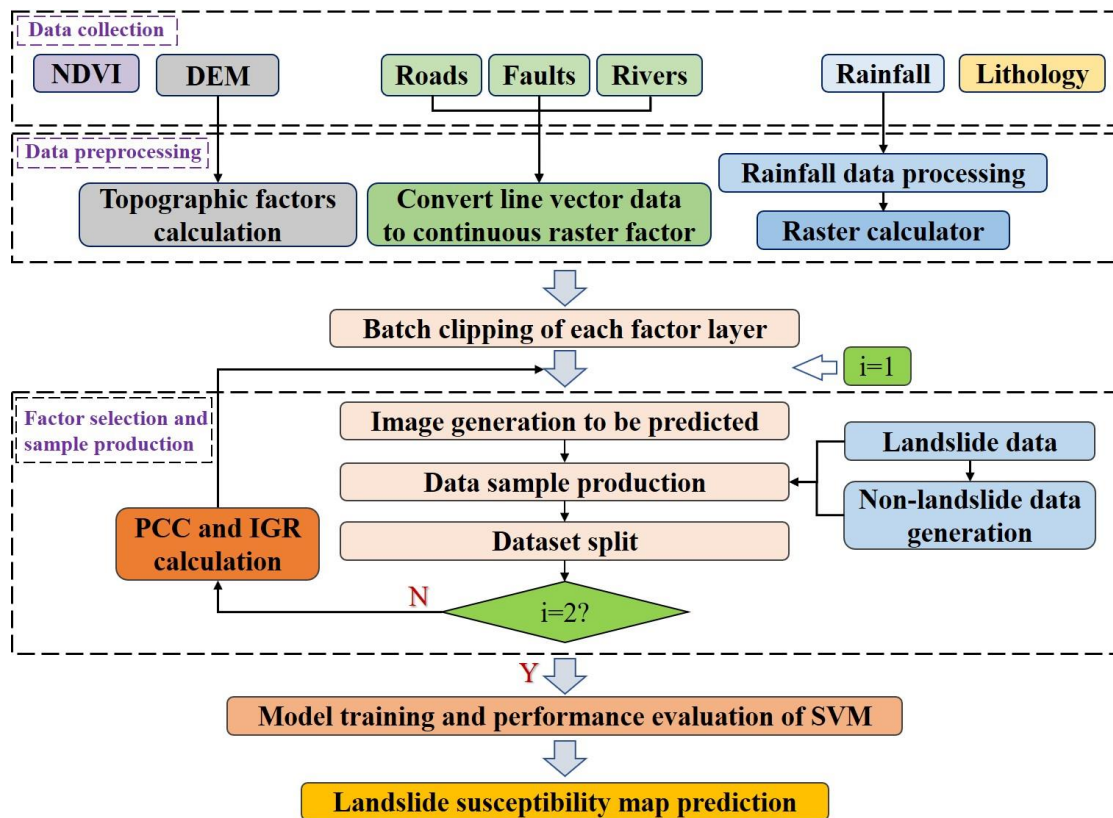 Data collection
NDVI
DEM
Roads
Faults
Rivers
Rainfall
Lithology
Data preprocessing
Topographic factors
calculation
Convert line vector data
to continuous raster factor
Rainfall data processing
Raster calculator
Batch clipping of each factor layer
i=1
Factor selection and
sample production
Image generation to be predicted
Landslide data
Data sample production
Non-landslide data
generation
PCC and IGR
calculation
Dataset split
N
i=2?
Y
Model training and performance evaluation of SVM
Landslide susceptibility map prediction